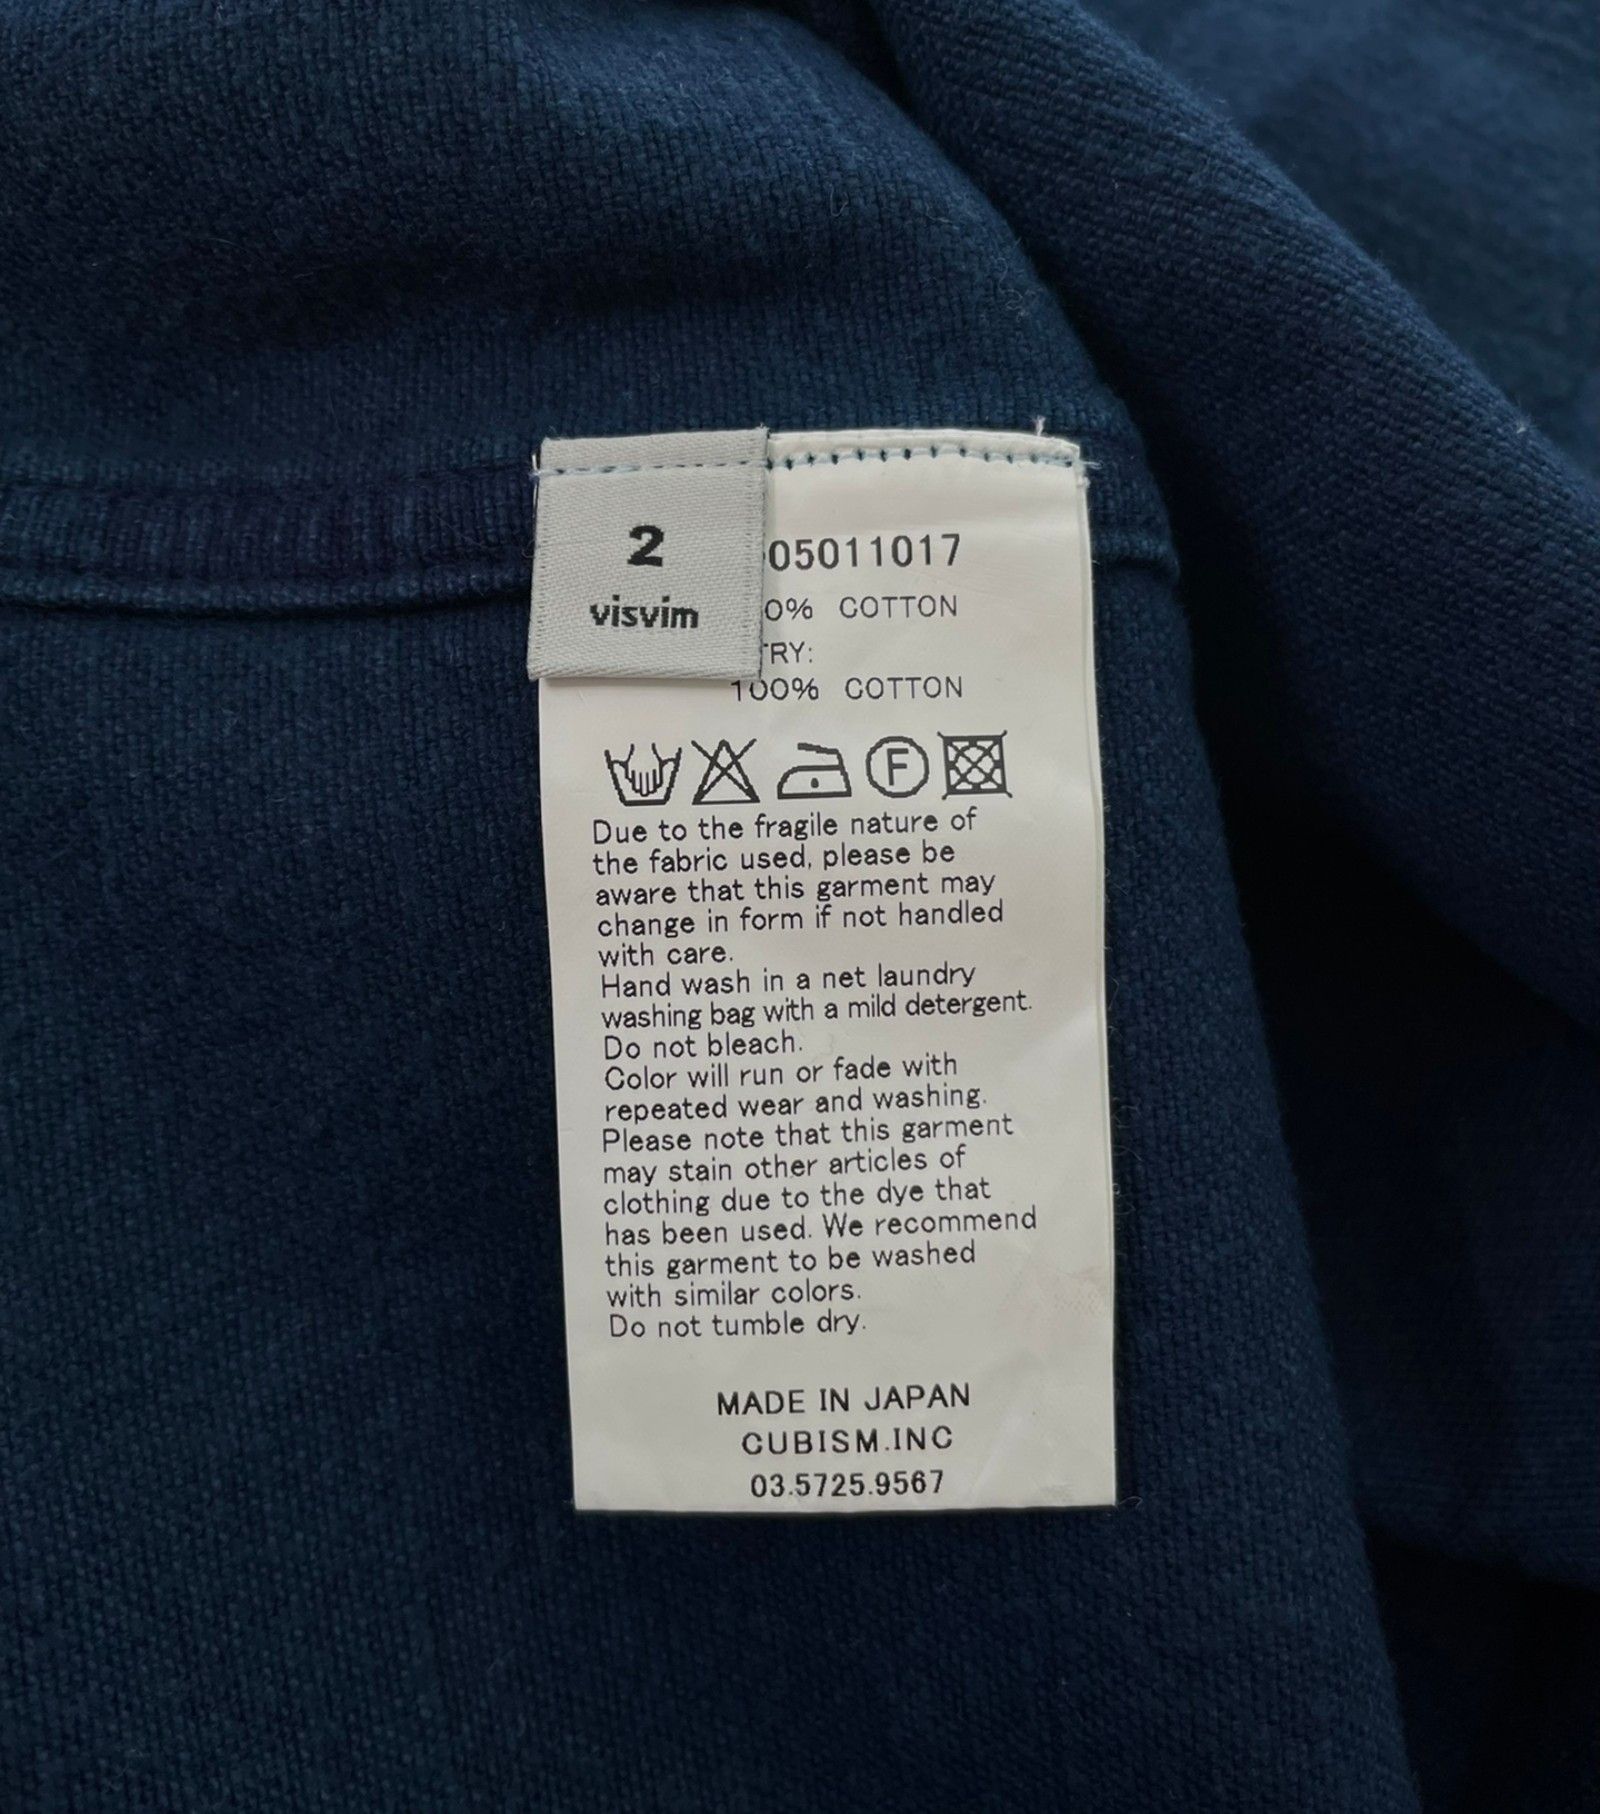 2
visvim
05011017
0% COTTON
TRY:
100% COTTON
F
Due to the fragile nature of
the fabric used, please be
aware that this garment may
change in form if not handled
with care.
Hand wash in a net laundry
washing bag with a mild detergent.
Do not bleach.
Color will run or fade with
repeated wear and washing.
Please note that this garment
may stain other articles of
clothing due to the dye that
has been used. We recommend
this garment to be washed
with similar colors.
Do not tumble dry.
MADE IN JAPAN
CUBISM.INC
03.5725.9567